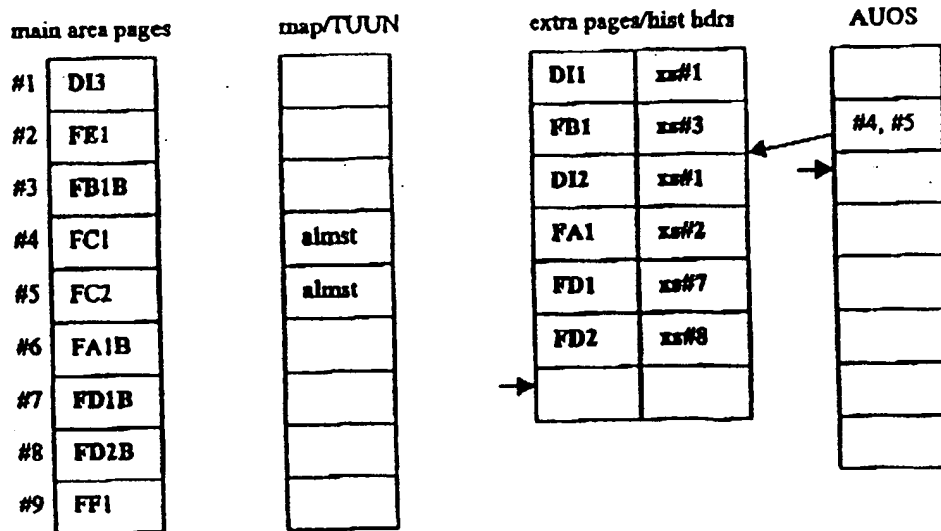 main area pages
map/TUUN
extra pages/hist hdrs
AUOS
#1 DI3
#2 FE1
#3 FB1B
#4 FC1 almst
#5 FC2 almst
#6 FA1B
#7 FD1B
#8 FD2B
#9 FF1
DI1 xs#1
FB1 xs#3
DI2 xs#1
FA1 xs#2
FD1 xs#7
FD2 xs#8
#4, #5